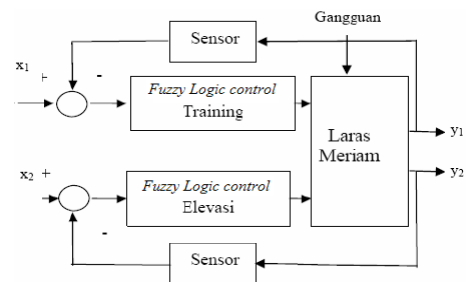 Gangguan
Sensor
x1
+
-
Fuzzy Logic control
Training
Laras
Meriam
y1
x2 +
y2
Fuzzy Logic control
Elevasi
-
Sensor